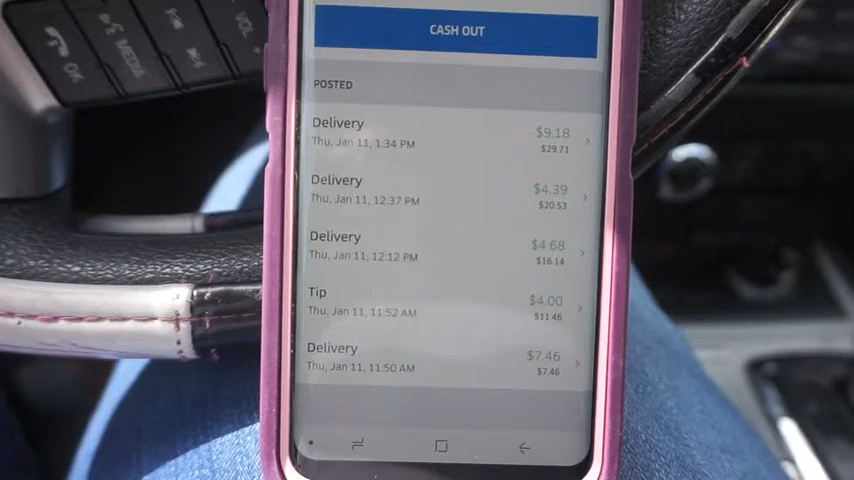 VOL
MEDIA
OK
CASH OUT
POSTED
Delivery $9.18
Thu, Jan 11, 1:34 PM $29.71
Delivery $4.39
Thu, Jan 11, 12:37 PM $20.53
Delivery $4.68
Thu, Jan 11, 12:12 PM $16.14
Tip $4.00
Thu, Jan 11, 11:52 AM $11.46
Delivery $7.46
Thu, Jan 11, 11:50 AM $7.46